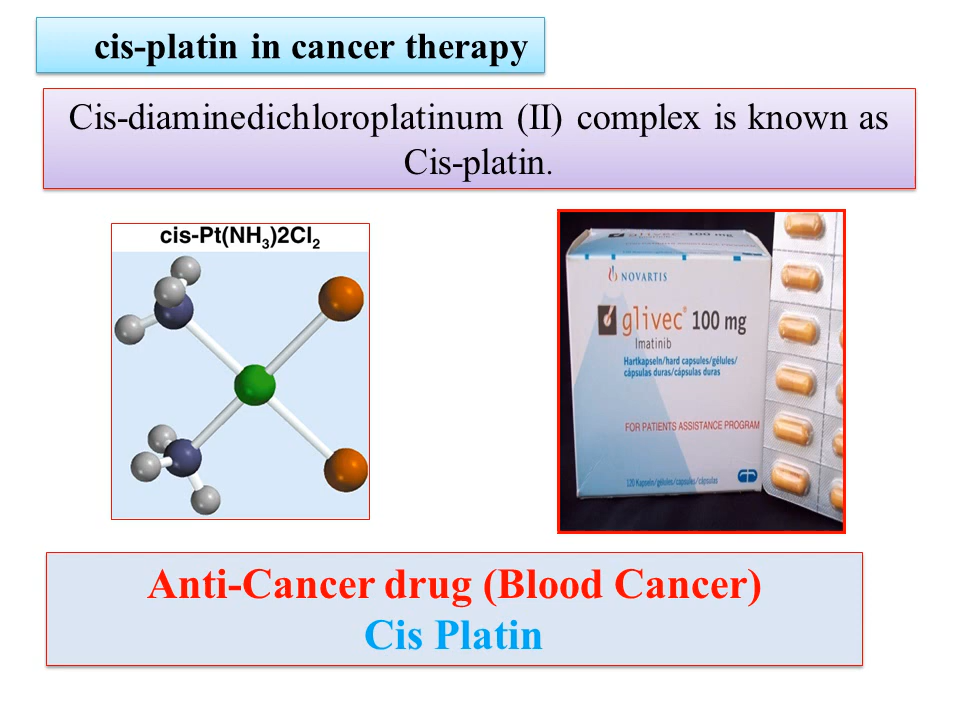 cis-platin in cancer therapy
Cis-diaminedichloroplatinum (II) complex is known as
Cis-platin.
cis-Pt(NH3)2Cl2
100 mg
NOVARTIS
glivec® 100 mg
Imatinib
Hartkapseln/hard capsules/gélules/
cápsulas duras/cápsulas duras
FOR PATIENTS ASSISTANCE PROGRAM
120 Kapseln/gélules/capsules/cápsulas
Anti-Cancer drug (Blood Cancer)
Cis Platin